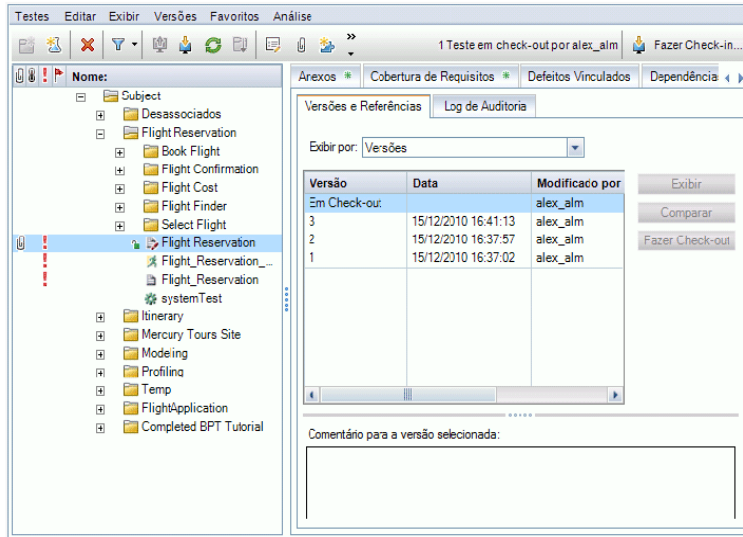 Testes Editar Exibir Versões Favoritos Análise
1 Teste em check-out por alex_alm Fazer Check-in...
Nome:
Subject
Desassociados
Flight Reservation
Book Flight
Flight Confirmation
Flight Cost
Flight Finder
Select Flight
Flight Reservation
Flight_Reservation_...
Flight_Reservation
systemTest
Itinerary
Mercury Tours Site
Modeling
Profiling
Temp
FlightApplication
Completed BPT Tutorial
Anexos * Cobertura de Requisitos * Defeitos Vinculados Dependência
Versões e Referências Log de Auditoria
Exibir por: Versões
Versão Data Modificado por
Em Check-out alex_alm
3 15/12/2010 16:41:13 alex_alm
2 15/12/2010 16:37:57 alex_alm
1 15/12/2010 16:37:02 alex_alm
Exibir
Comparar
Fazer Check-out
Comentário para a versão selecionada: